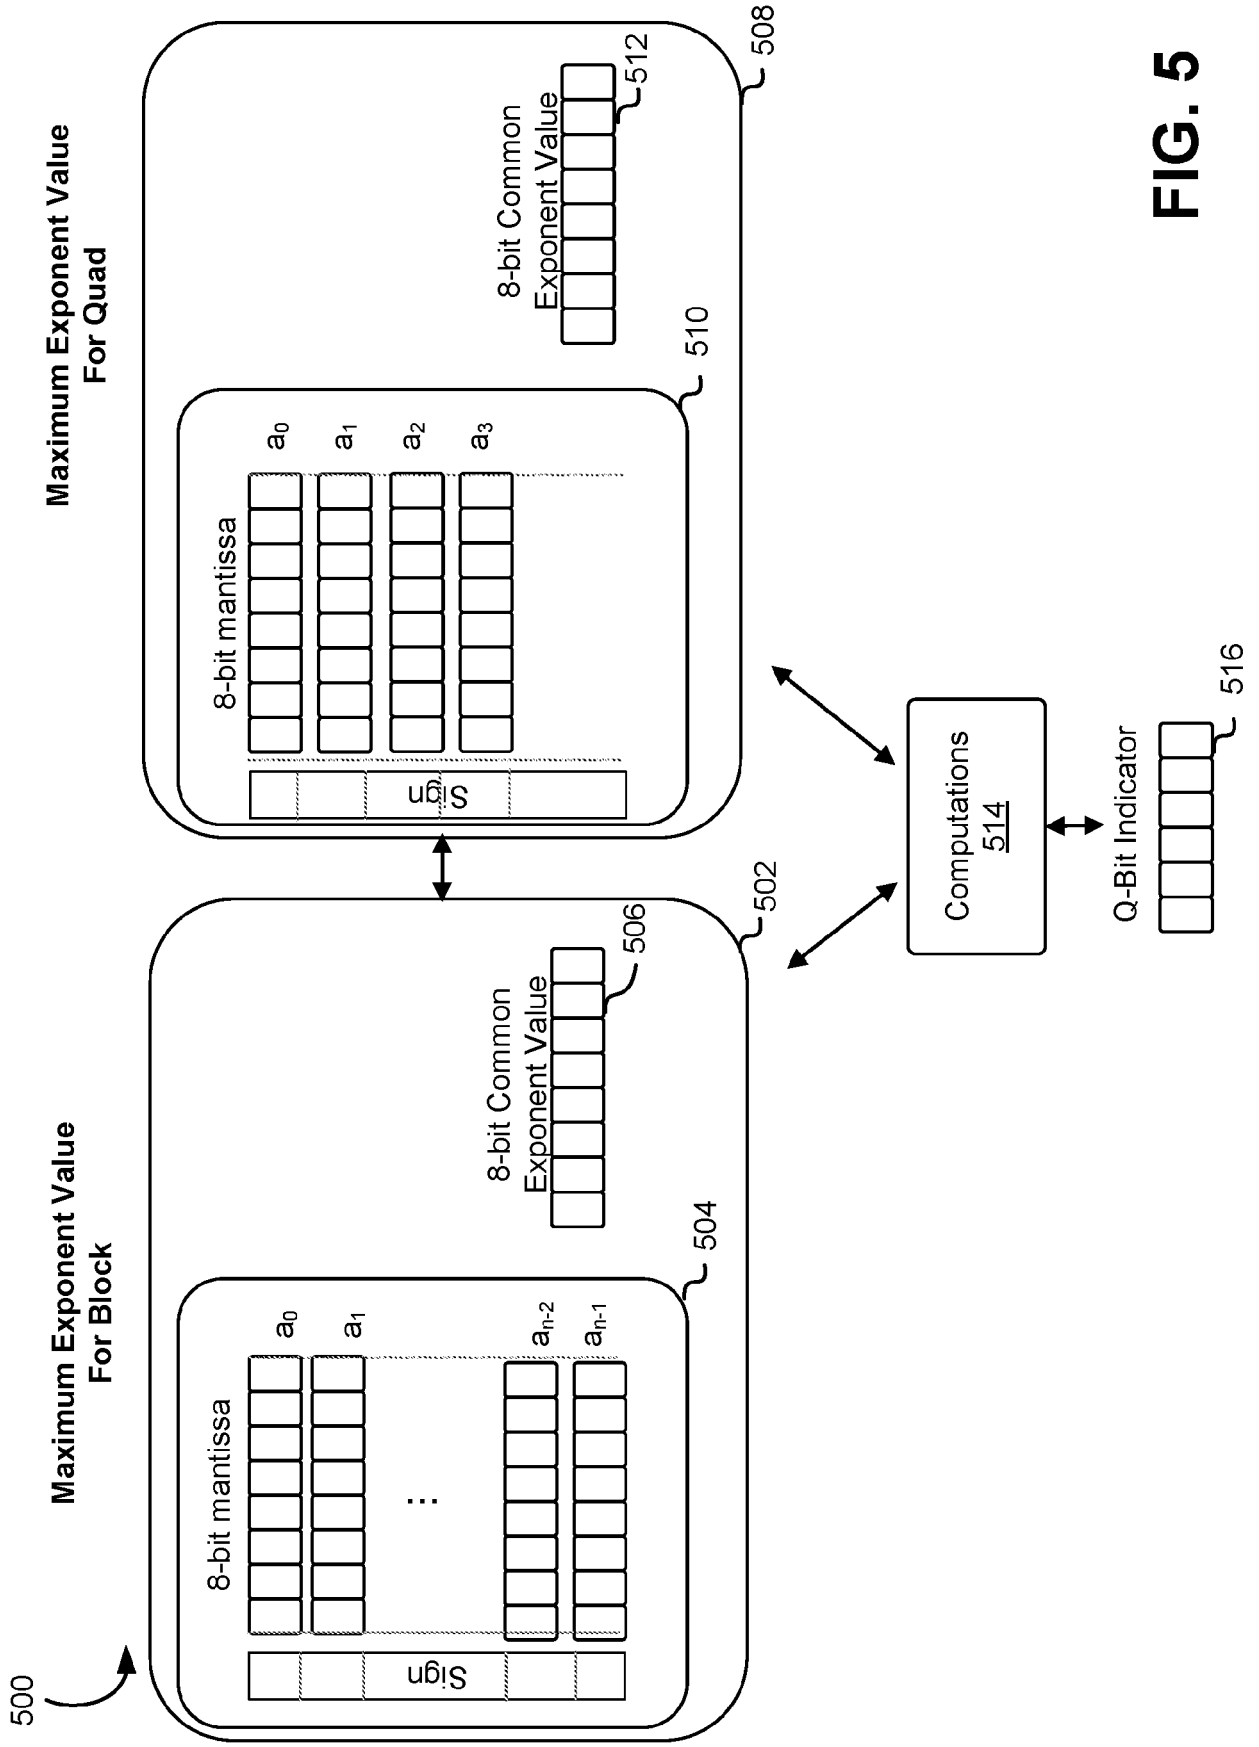 500
Maximum Exponent Value
For Block
8-bit mantissa
a0
a1
...
an-2
an-1
Sign
504
8-bit Common
Exponent Value
506
502
Maximum Exponent Value
For Quad
8-bit mantissa
a0
a1
a2
a3
Sign
510
8-bit Common
Exponent Value
512
508
Computations
514
Q-Bit Indicator
516
FIG. 5